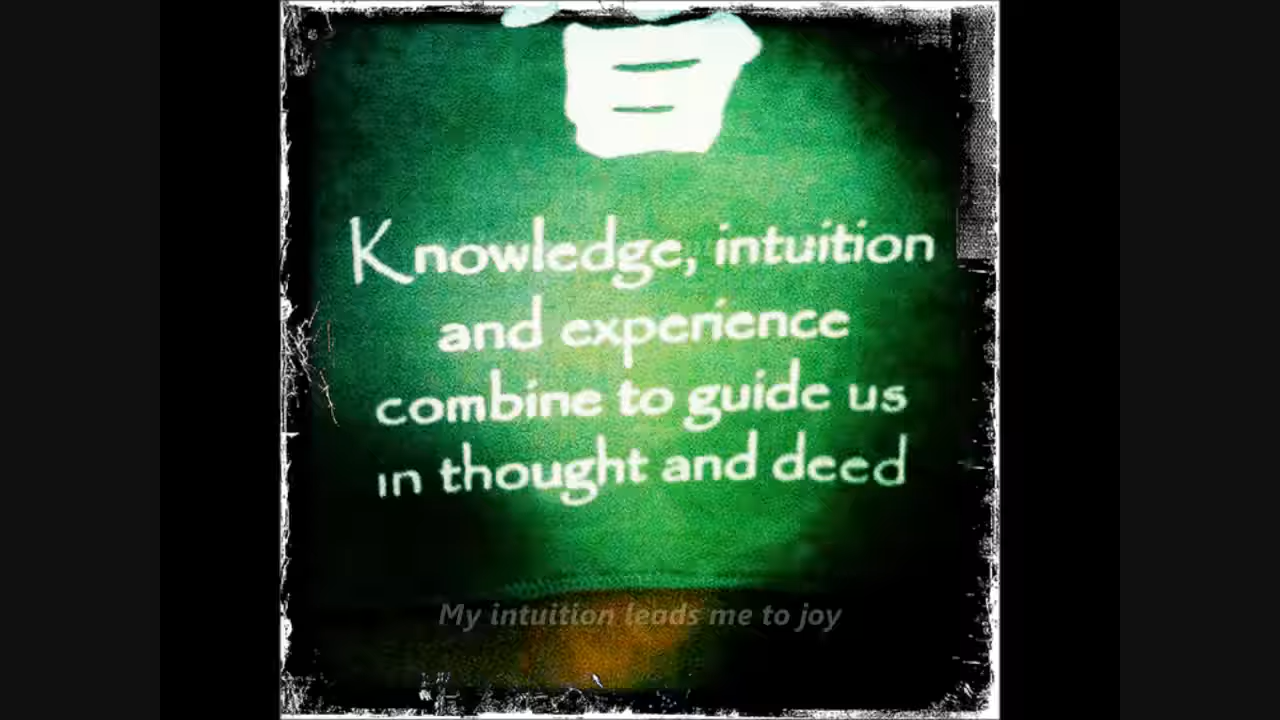 Knowledge, intuition
and experience
combine to guide us
in thought and deed
My intuition leads me to joy